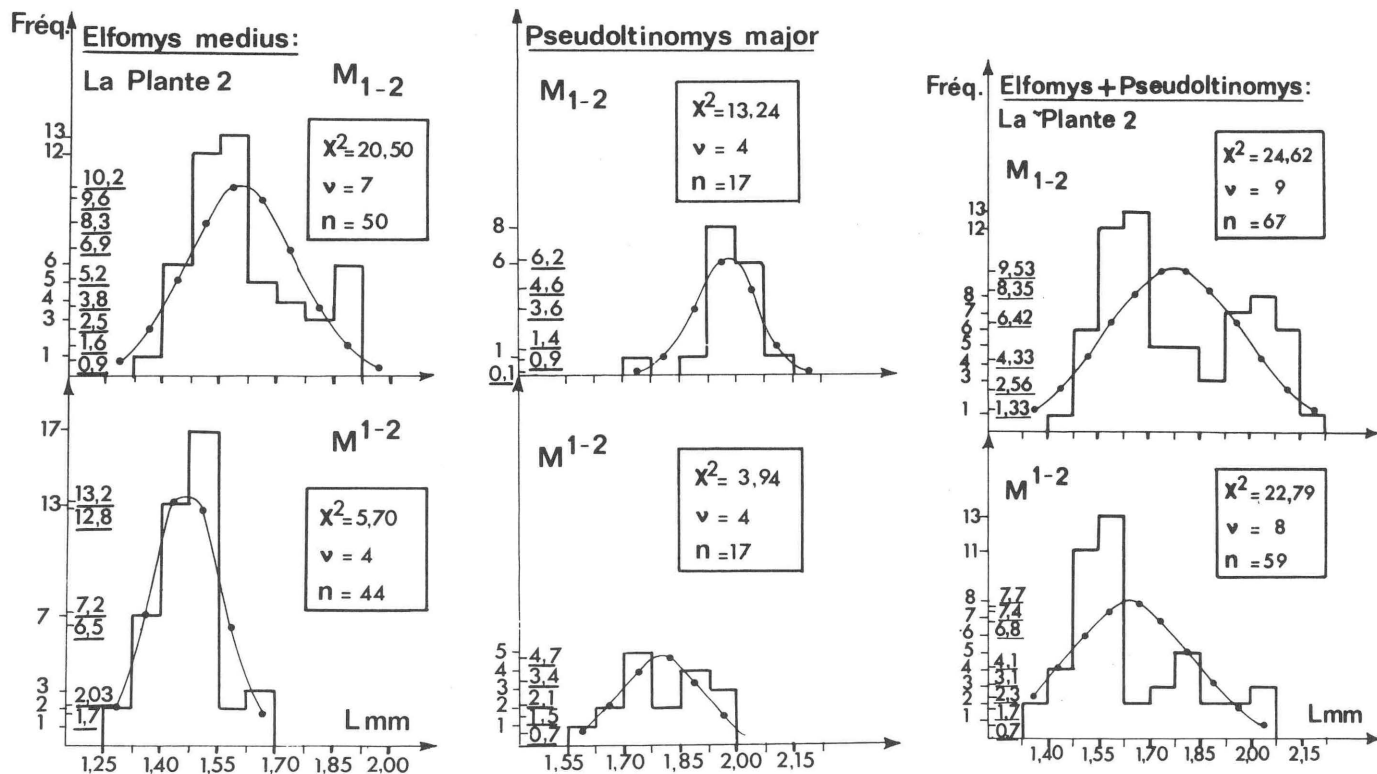 Fréq.
Elfomys medius:
La Plante 2
M1-2
χ2=20,50
ν = 7
n = 50
13
12
10,2
9,6
8,3
6,9
6
5
5,2
4
3,8
3
2,5
1,6
1
0,9
M1-2
χ2=5,70
ν = 4
n = 44
17
13
13,2
12,8
7
7,2
6,5
3
2
2,03
1
1,7
L mm
1,25 1,40 1,55 1,70 1,85 2,00
Pseudoltinomys major
M1-2
χ2=13,24
ν = 4
n =17
8
6
6,2
4,6
3,6
1,4
1
0,9
0,1
M1-2
χ2= 3,94
ν = 4
n =17
5
4,7
4
3,4
3
2,1
2
1,5
1
0,7
1,55 1,70 1,85 2,00 2,15
Fréq.
Elfomys + Pseudoltinomys:
La Plante 2
M1-2
χ2= 24,62
ν = 9
n = 67
13
12
9,53
8,35
8
7
6
6,42
5
4
4,33
3
2,56
1
1,33
M1-2
χ2=22,79
ν = 8
n = 59
13
11
8
7,7
7
7,4
6
6,8
5
4
4,1
3
3,1
2
2,3
1,7
1
0,7
L mm
1,40 1,55 1,70 1,85 2,00 2,15